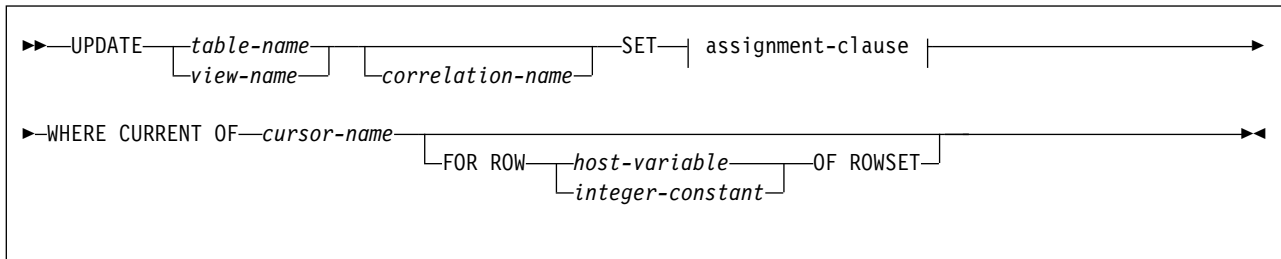 UPDATE table-name SET assignment-clause
view-name correlation-name
WHERE CURRENT OF cursor-name
FOR ROW host-variable OF ROWSET
integer-constant